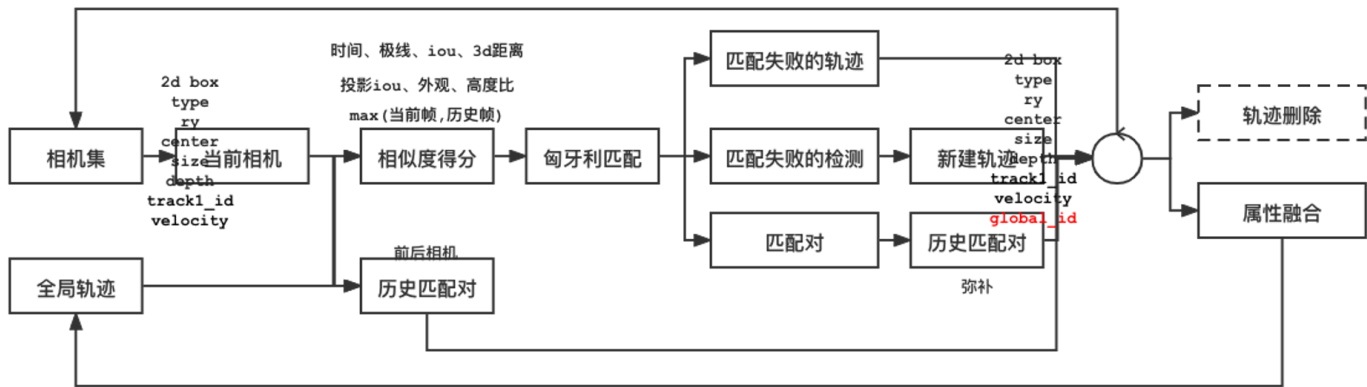 时间、极线、iou、3d距离
投影iou、外观、高度比
max(当前帧,历史帧)
2d box
type
ry
center
size
depth
track1_id
velocity
相机集
当前相机
相似度得分
匈牙利匹配
匹配失败的轨迹
匹配失败的检测
新建轨迹
匹配对
历史匹配对
弥补
2d box
type
ry
center
size
depth
track1_id
velocity
global_id
轨迹删除
属性融合
全局轨迹
前后相机
历史匹配对